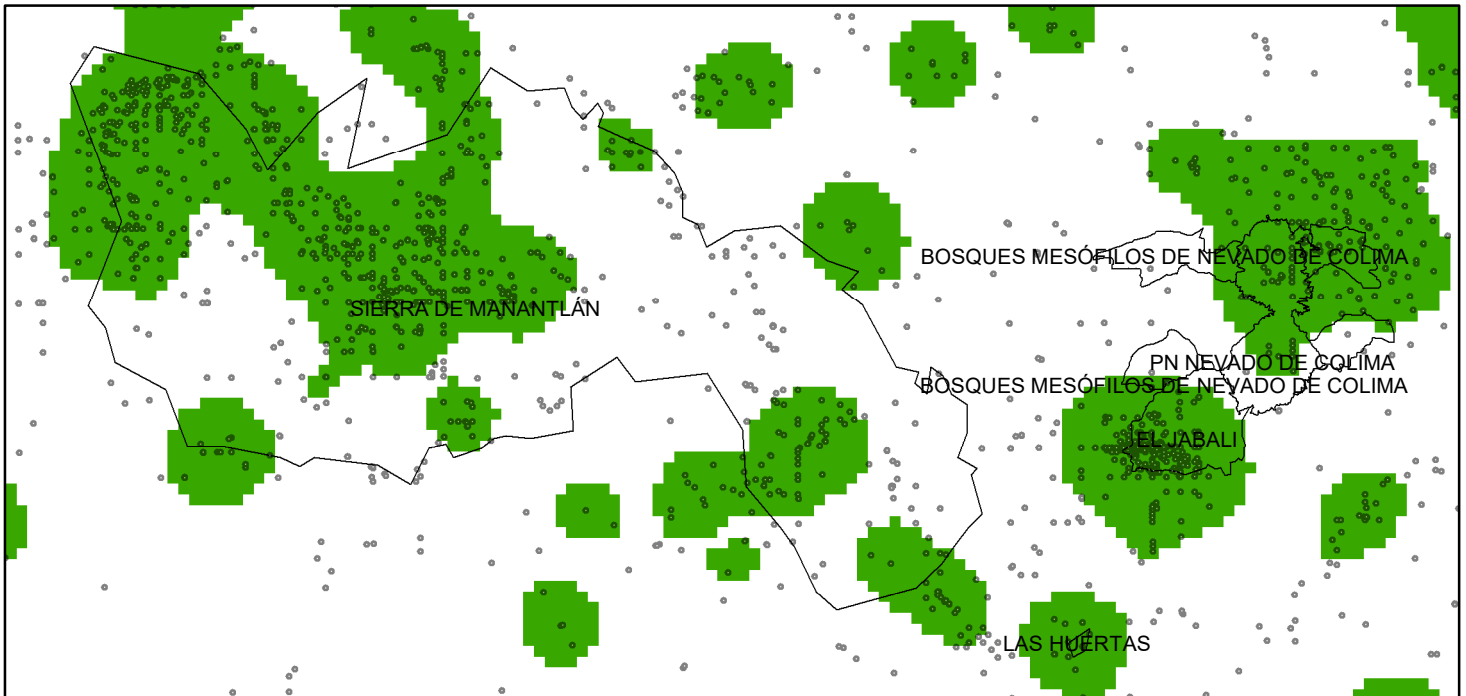 BOSQUES MESÓFILOS DE NEVADO DE COLIMA
SIERRA DE MANANTLÁN
PN NEVADO DE COLIMA
BOSQUES MESÓFILOS DE NEVADO DE COLIMA
EL JABALI
LAS HUERTAS